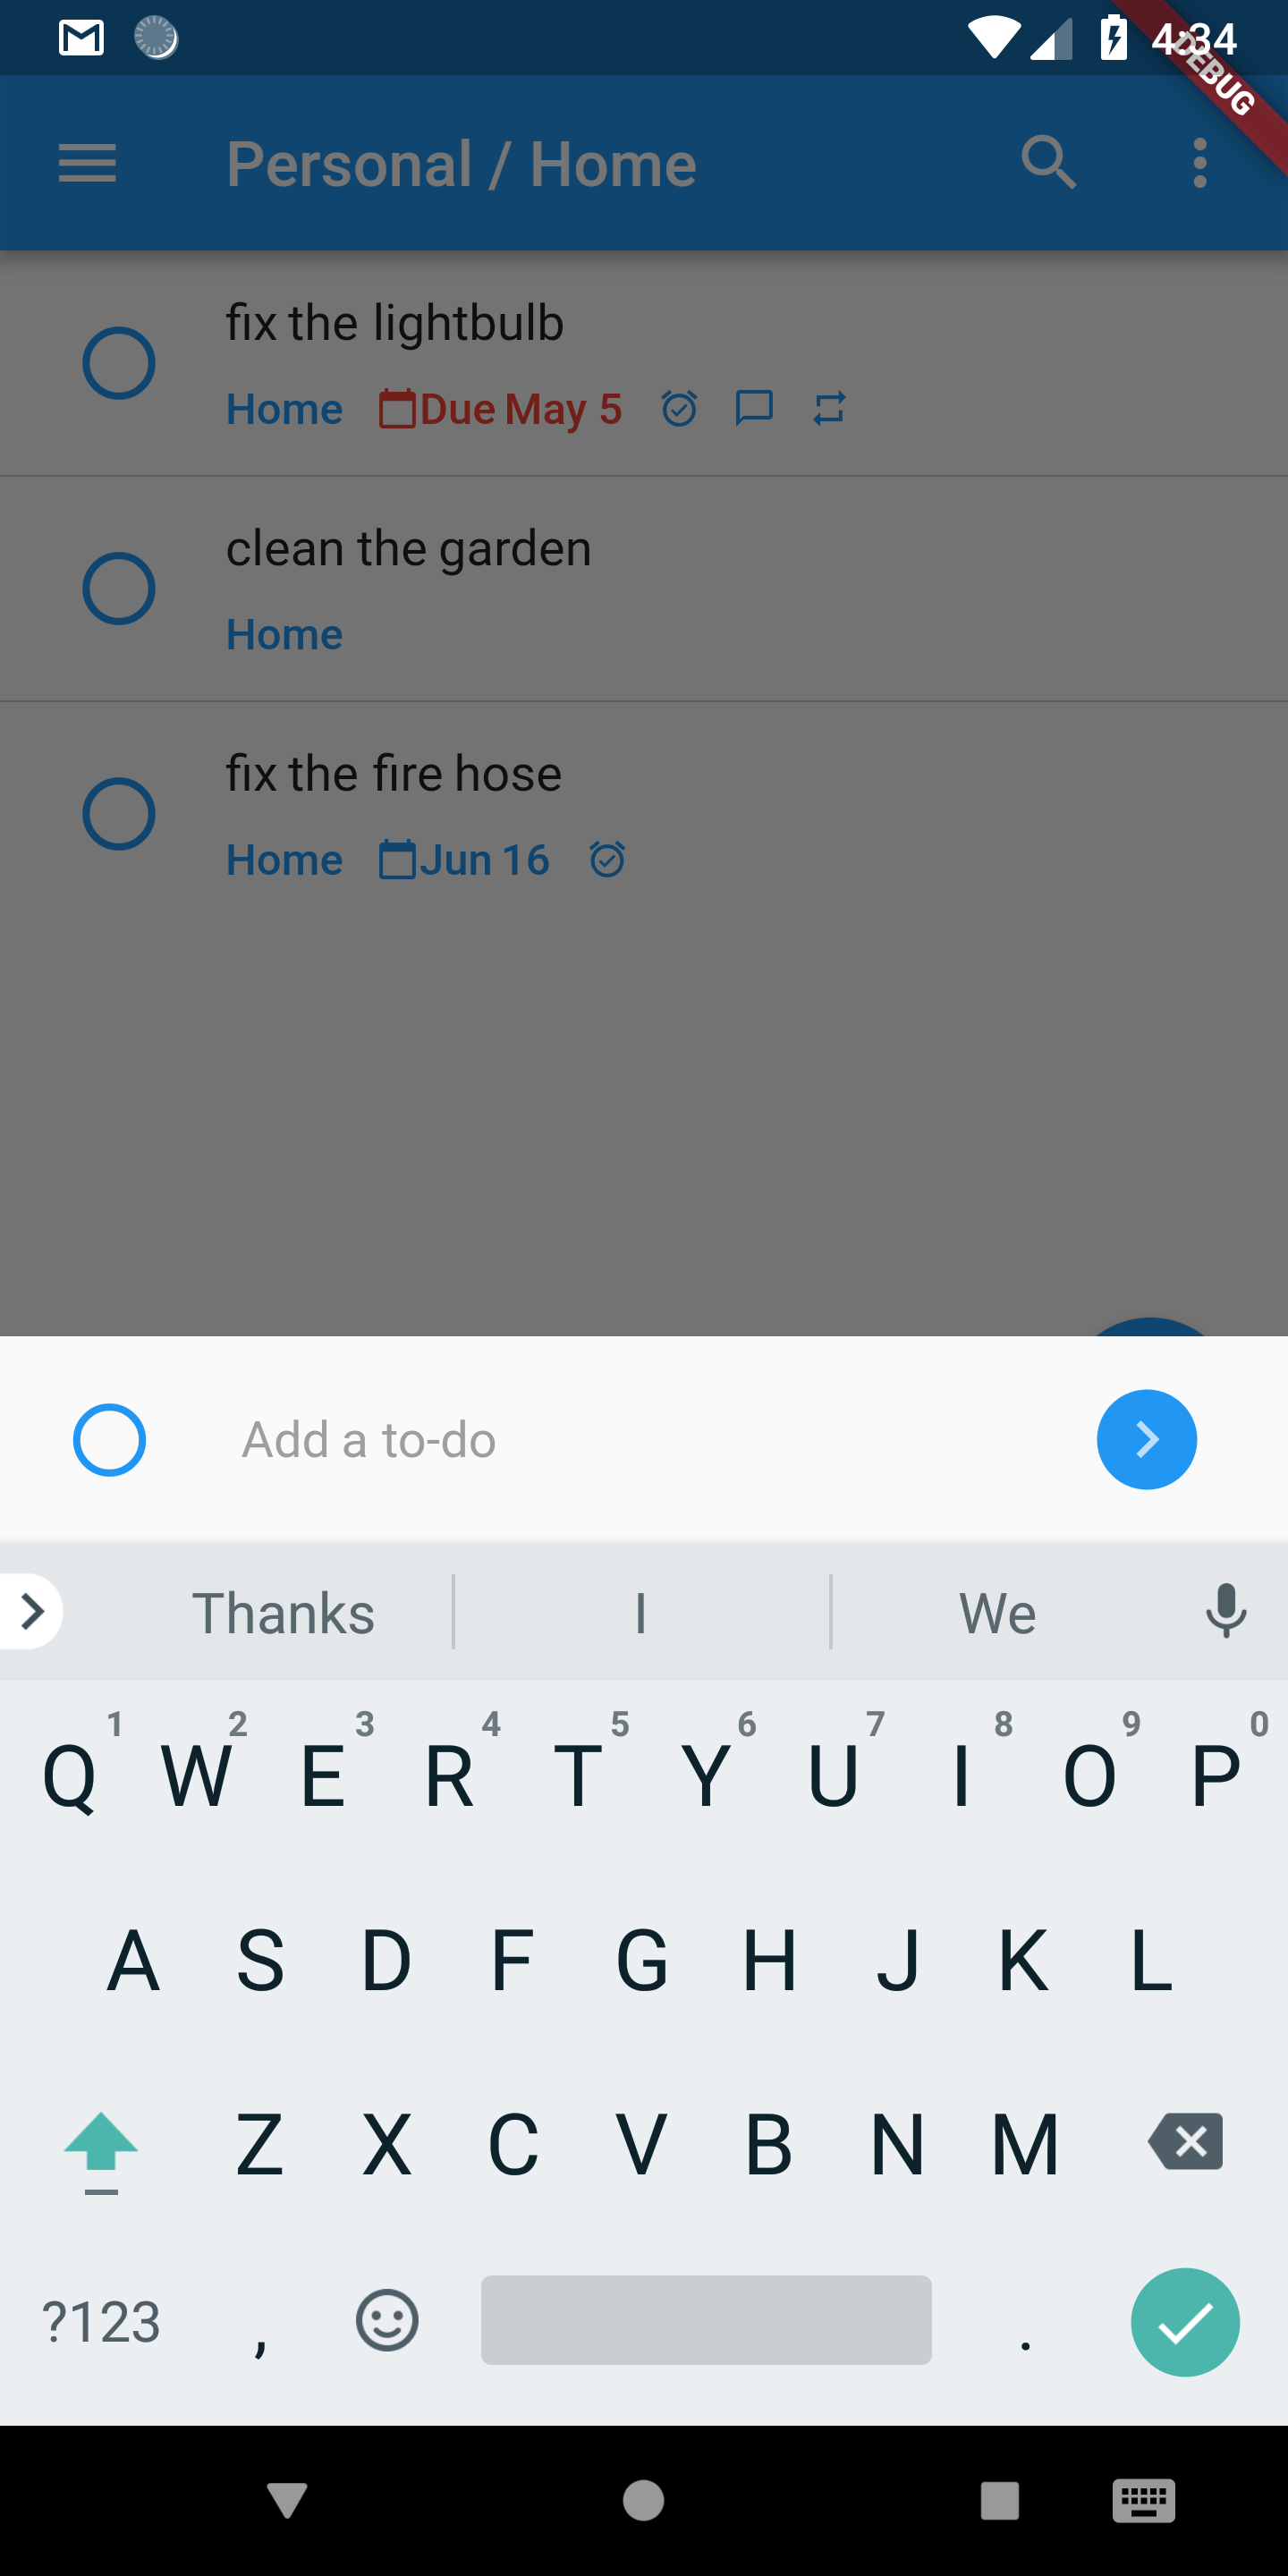 4:34
DEBUG
Personal / Home
fix the lightbulb
Home Due May 5
clean the garden
Home
fix the fire hose
Home Jun 16
Add a to-do
Thanks I We
1 2 3 4 5 6 7 8 9 0
Q W E R T Y U I O P
A S D F G H J K L
Z X C V B N M
?123 , .